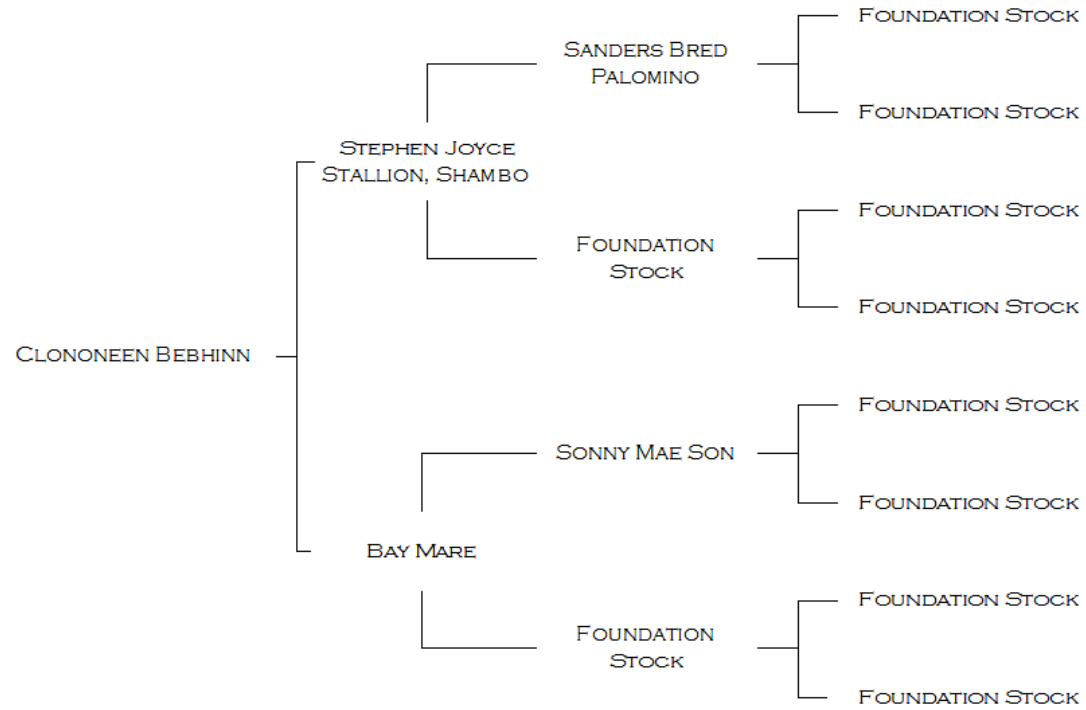 Foundation Stock
Sanders Bred
Palomino
Foundation Stock
Stephen Joyce
Stallion, Shambo
Foundation Stock
Foundation
Stock
Foundation Stock
Clononeen Bebhinn
Foundation Stock
Sonny Mae Son
Foundation Stock
Bay Mare
Foundation Stock
Foundation
Stock
Foundation Stock